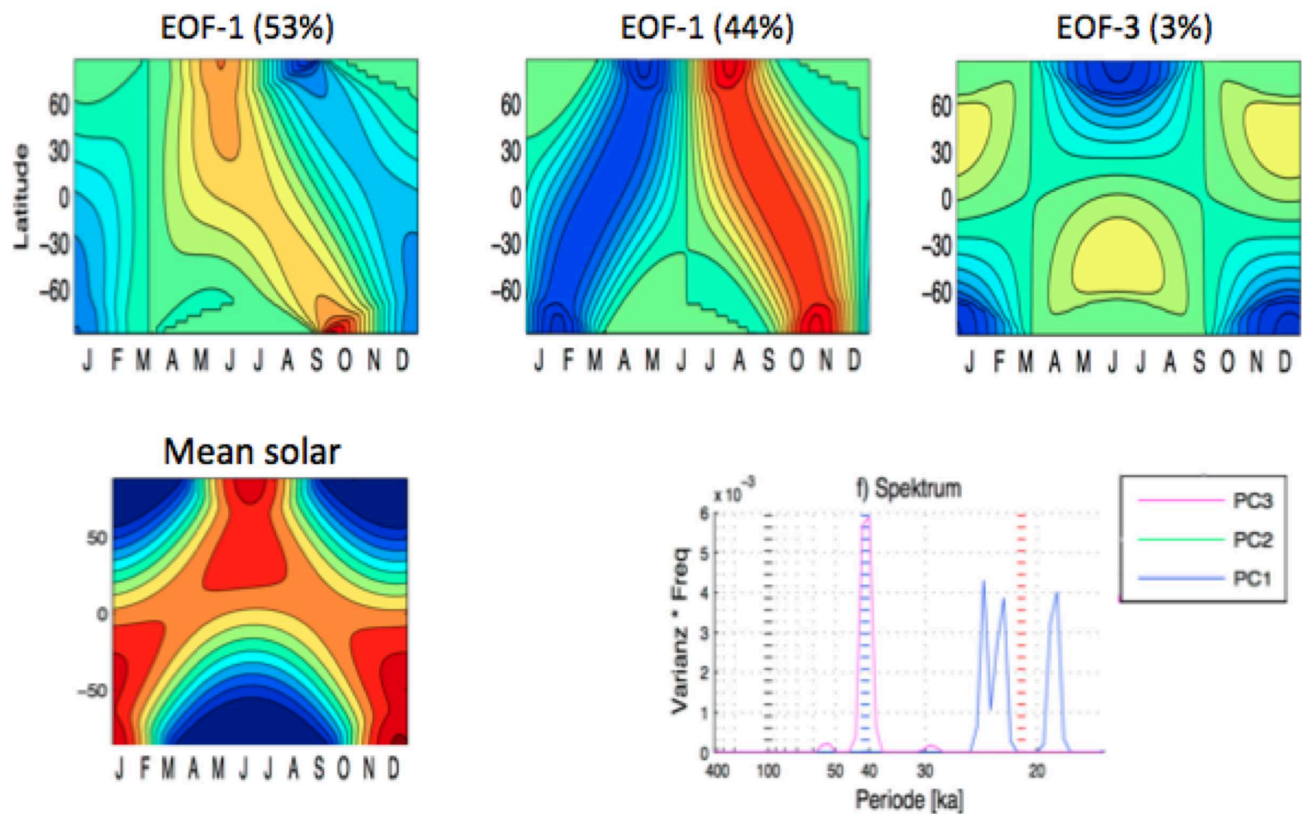 EOF-1 (53%)
EOF-1 (44%)
EOF-3 (3%)
Latitude
60
30
0
−30
−60
J F M A M J J A S O N D
60
30
0
−30
−60
J F M A M J J A S O N D
60
30
0
−30
−60
J F M A M J J A S O N D
Mean solar
50
0
−50
J F M A M J J A S O N D
x 10⁻³
f) Spektrum
Varianz * Freq
6
5
4
3
2
1
0
400 100 50 40 30 20
Periode [ka]
PC3
PC2
PC1